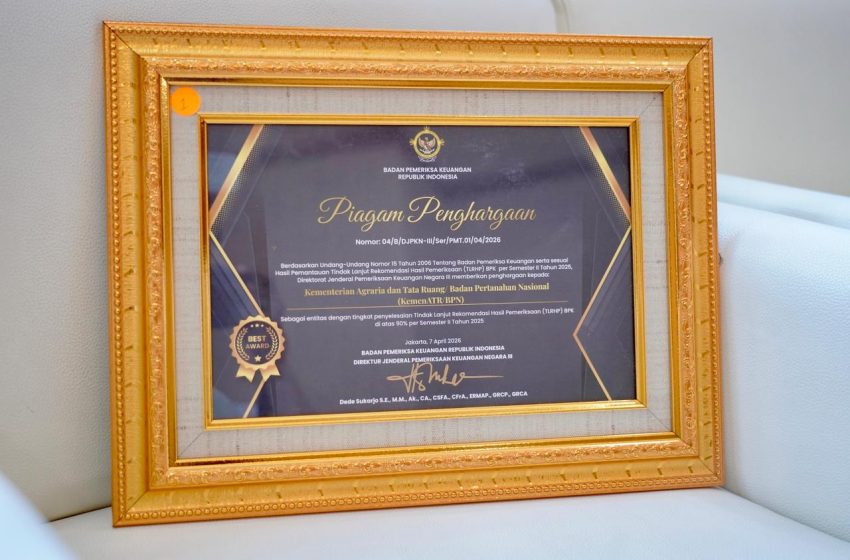 1
BADAN PEMERIKSA KEUANGAN
REPUBLIK INDONESIA
Piagam Penghargaan
Nomor: 04/B/DJPKN-III/Ser/PMT.01/04/2026
Berdasarkan Undang-Undang Nomor 15 Tahun 2006 Tentang Badan Pemeriksa Keuangan serta sesuai
Hasil Pemantauan Tindak Lanjut Rekomendasi Hasil Pemeriksaan (TLRHP) BPK per Semester II Tahun 2025,
Direktorat Jenderal Pemeriksaan Keuangan Negara III memberikan penghargaan kepada:
Kementerian Agraria dan Tata Ruang/ Badan Pertanahan Nasional
(KemenATR/BPN)
Sebagai entitas dengan tingkat penyelesaian Tindak Lanjut Rekomendasi Hasil Pemeriksaan (TLRHP) BPK
di atas 90% per Semester II Tahun 2025
BEST
AWARD
Jakarta, 7 April 2026
BADAN PEMERIKSA KEUANGAN REPUBLIK INDONESIA
DIREKTUR JENDERAL PEMERIKSAAN KEUANGAN NEGARA III
Dede Sukarjo S.E., M.M., Ak., CA., CSFA., CFrA., ERMAP., GRCP., GRCA